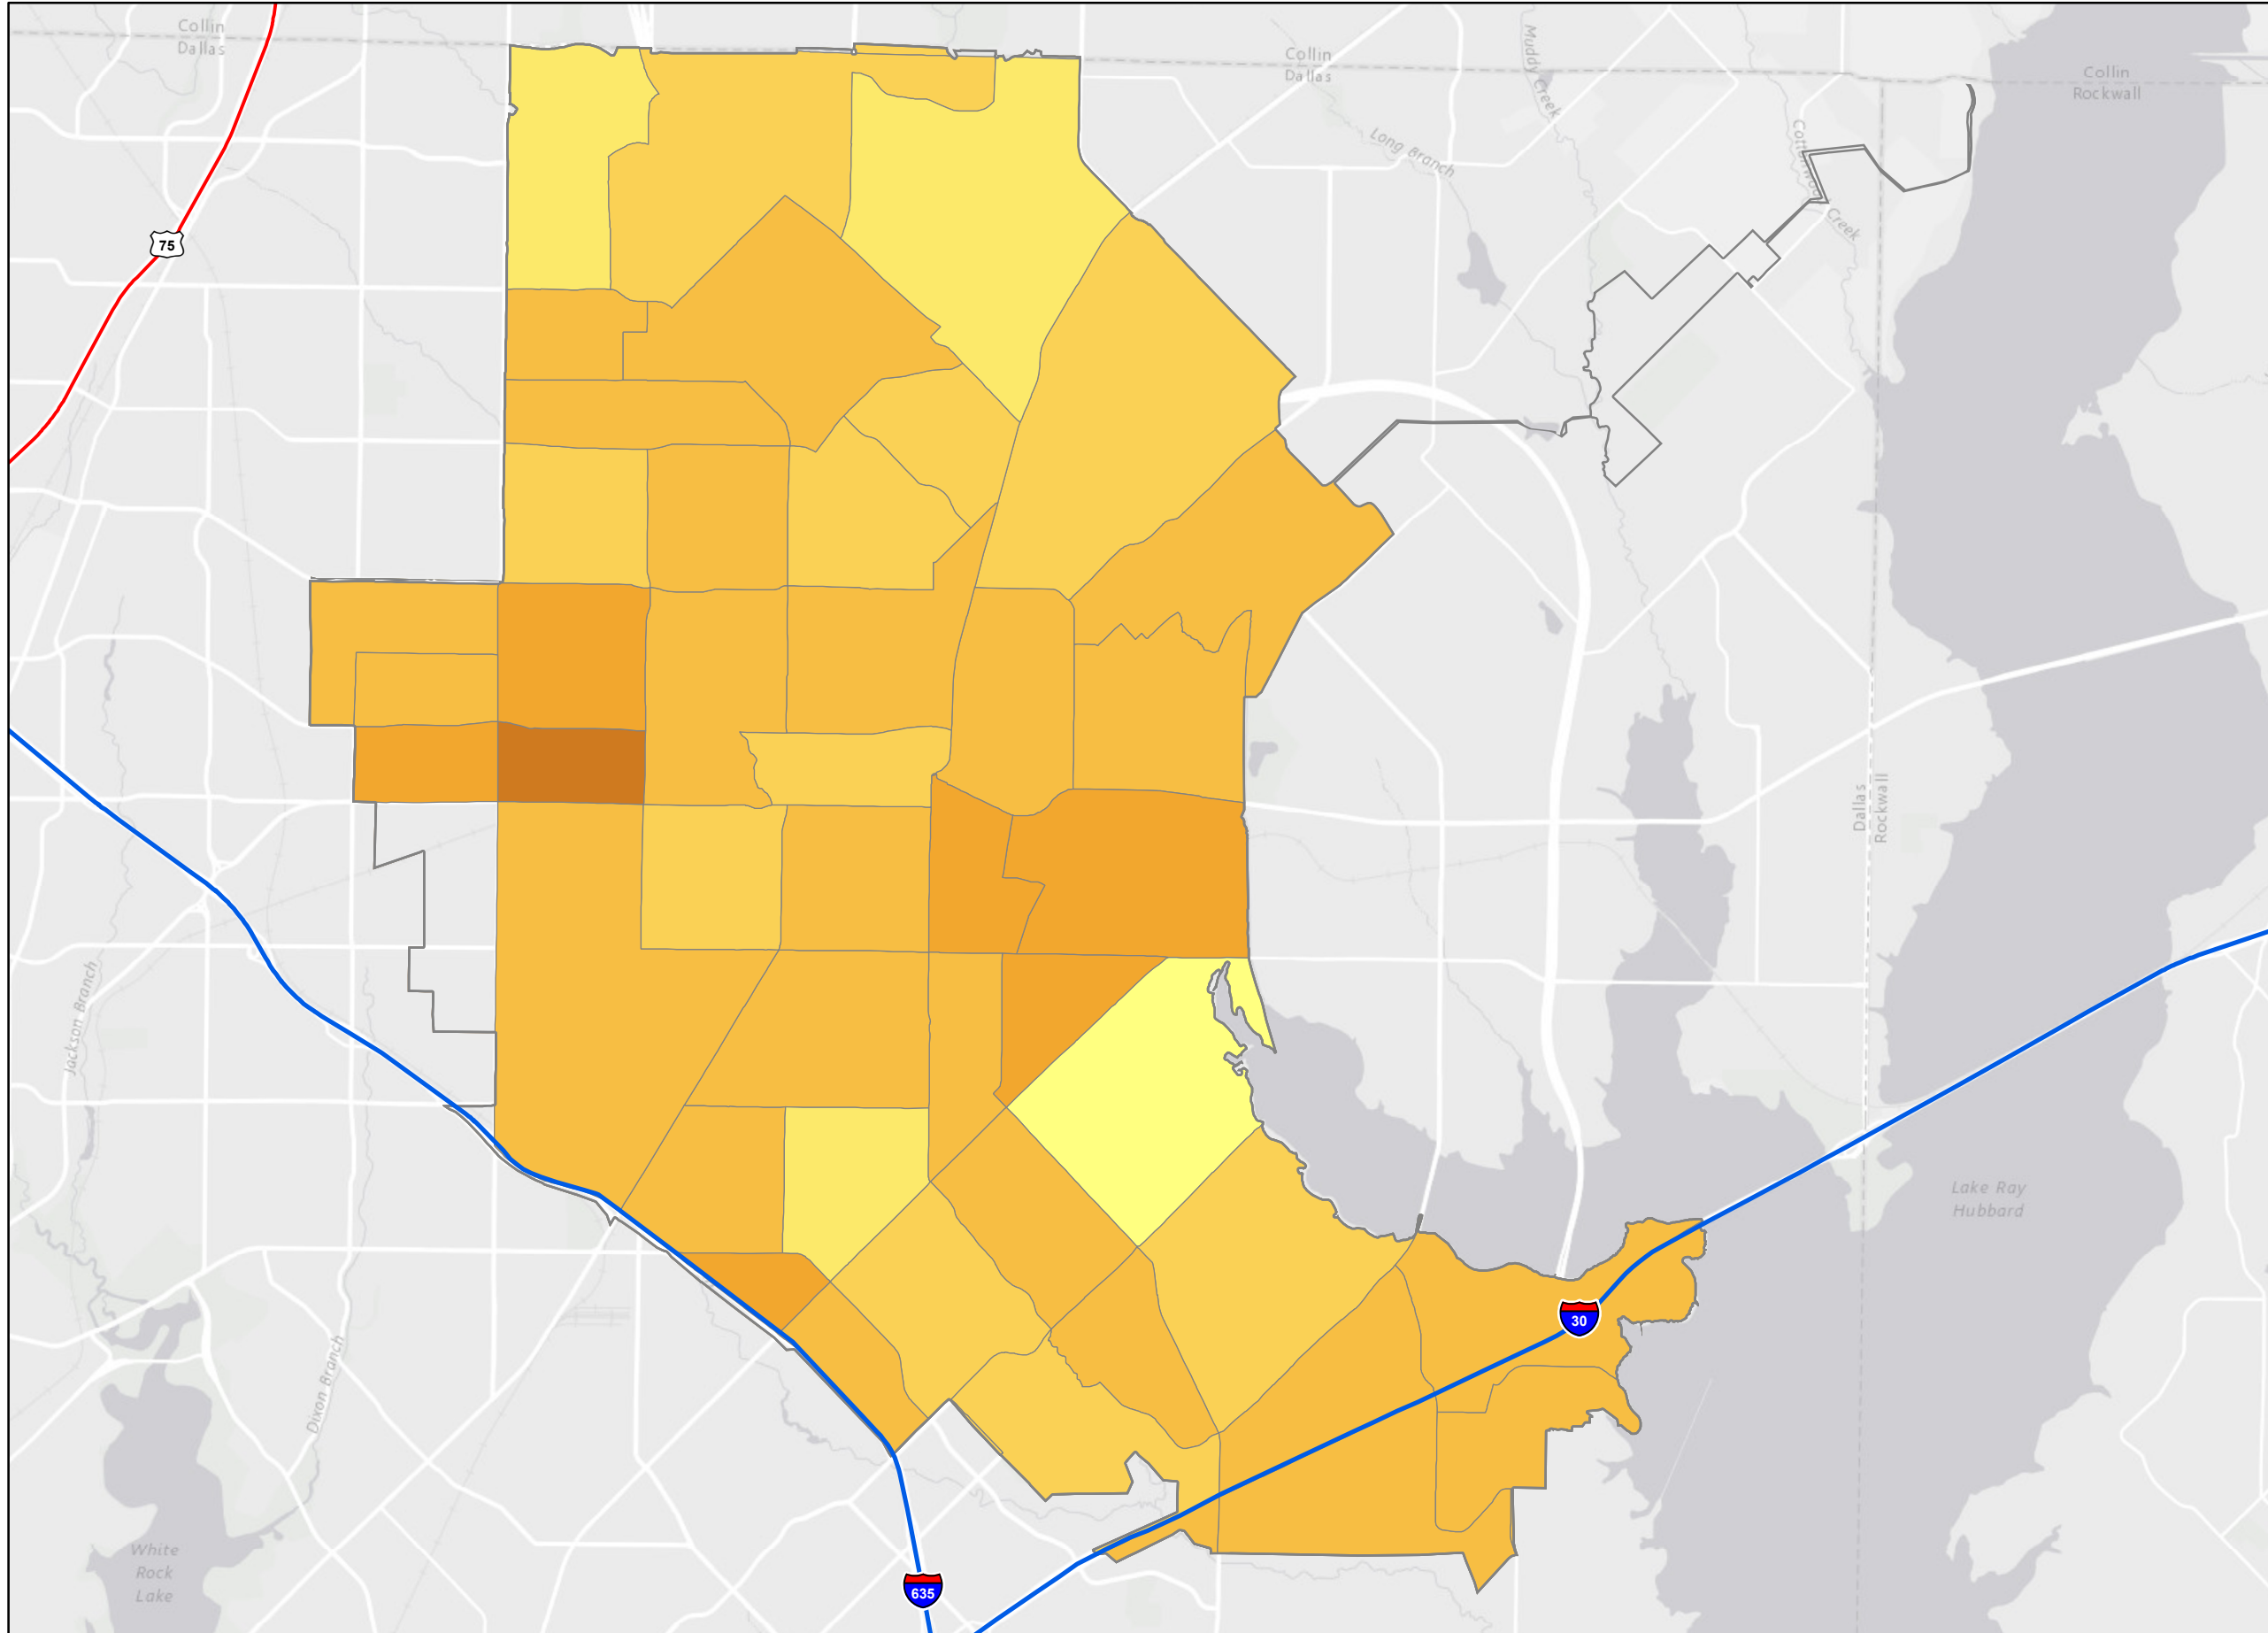 Collin
Dallas
Collin
Dallas
Muddy Creek
Collin
Rockwall
Long Branch
Cottonwood
Creek
75
Dallas
Rockwall
Jackson Branch
Lake Ray
Hubbard
30
Dixon Branch
White
Rock
Lake
635